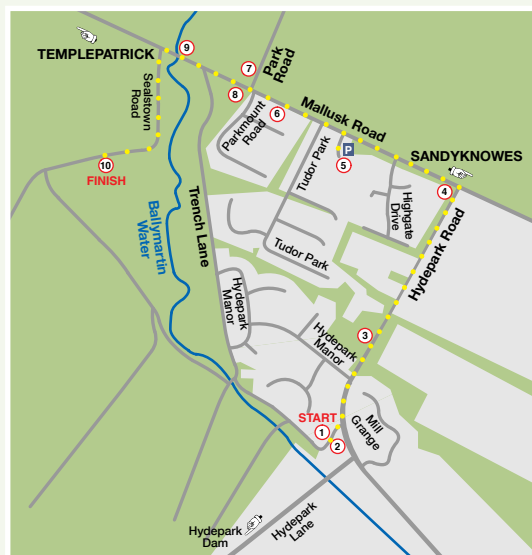 TEMPLEPATRICK
9
7
Park
Road
8
6
Mallusk Road
Sealstown
Road
Parkmount
Road
Tudor Park
P
5
SANDYKNOWES
4
10
FINISH
Ballymartin
Water
Trench Lane
Highgate
Drive
Hydepark Road
Tudor Park
Hydepark
Manor
Hydepark
Manor
3
START
1
2
Mill
Grange
Hydepark
Dam
Hydepark
Lane